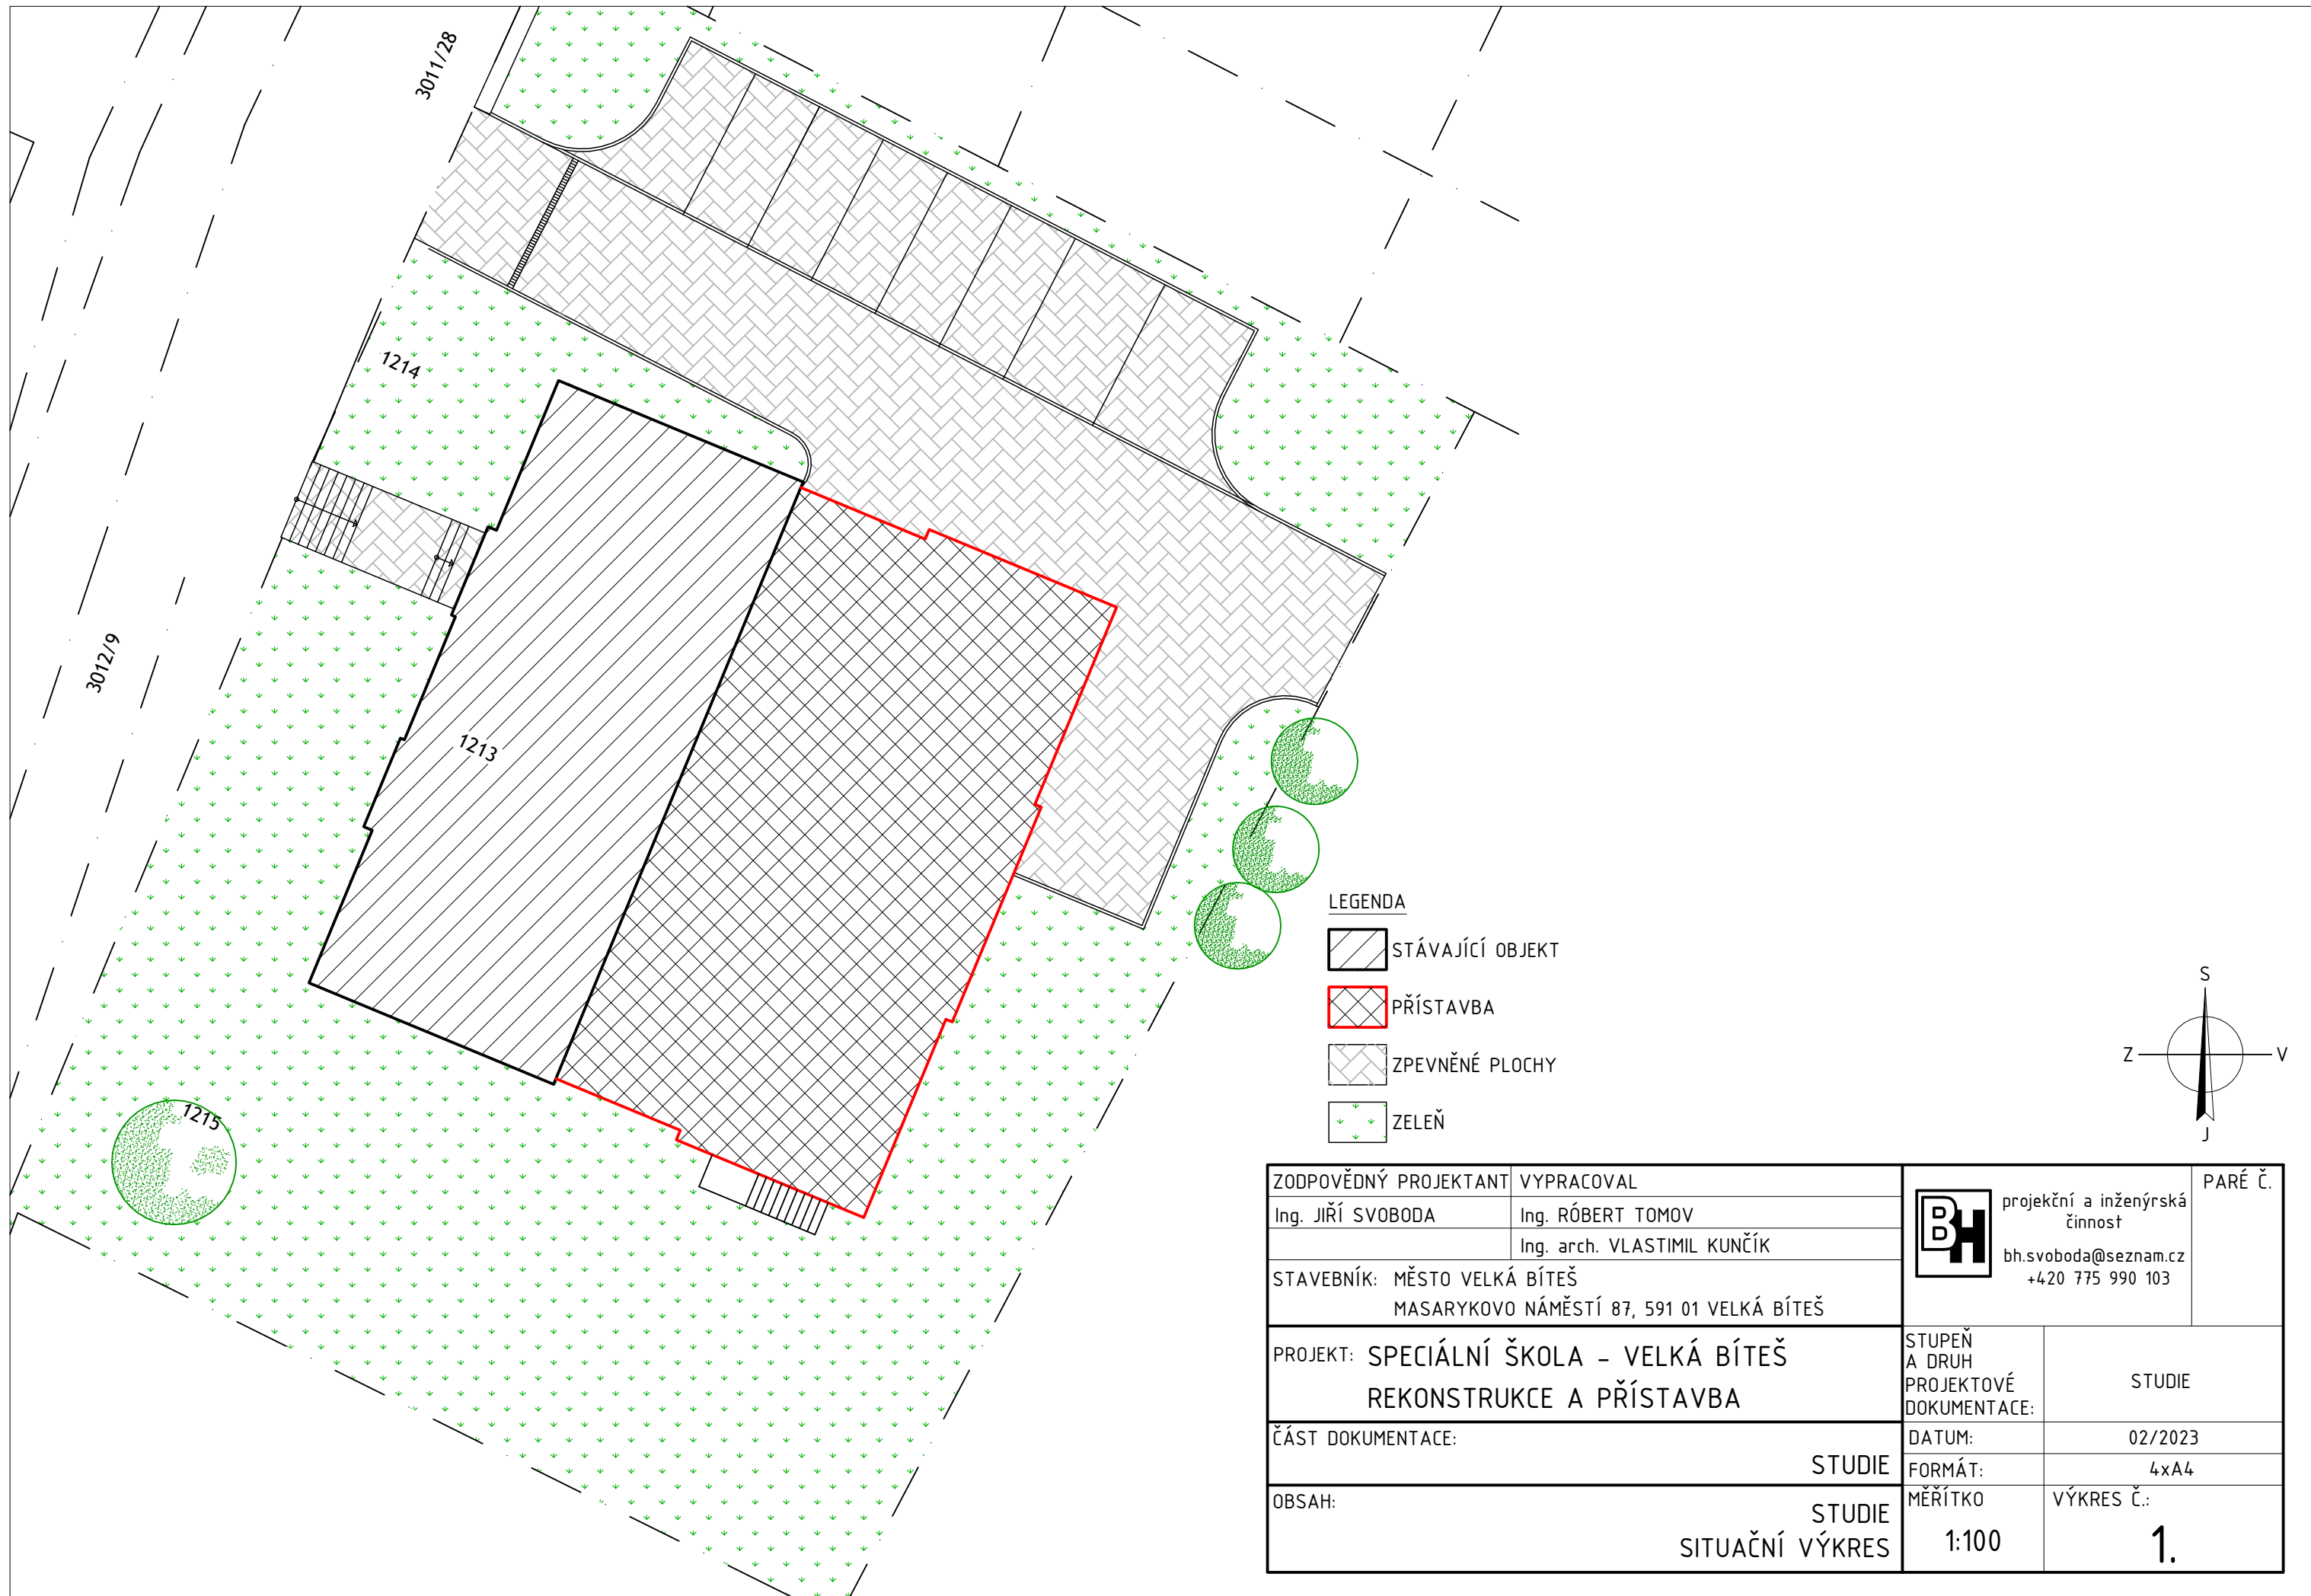 3011/28
1214
3012/9
1213
1215
LEGENDA
STÁVAJÍCÍ OBJEKT
PŘÍSTAVBA
ZPEVNĚNÉ PLOCHY
ZELEŇ
S
Z
V
J
ZODPOVĚDNÝ PROJEKTANT
VYPRACOVAL
Ing. JIŘÍ SVOBODA
Ing. RÓBERT TOMOV
Ing. arch. VLASTIMIL KUNČÍK
STAVEBNÍK: MĚSTO VELKÁ BÍTEŠ
MASARYKOVO NÁMĚSTÍ 87, 591 01 VELKÁ BÍTEŠ
BH
projekční a inženýrská
činnost
bh.svoboda@seznam.cz
+420 775 990 103
PARÉ Č.
PROJEKT: SPECIÁLNÍ ŠKOLA - VELKÁ BÍTEŠ
REKONSTRUKCE A PŘÍSTAVBA
STUPEŇ
A DRUH
PROJEKTOVÉ
DOKUMENTACE:
STUDIE
ČÁST DOKUMENTACE:
STUDIE
DATUM:
02/2023
FORMÁT:
4xA4
OBSAH:
STUDIE
SITUAČNÍ VÝKRES
MĚŘÍTKO
1:100
VÝKRES Č.:
1.